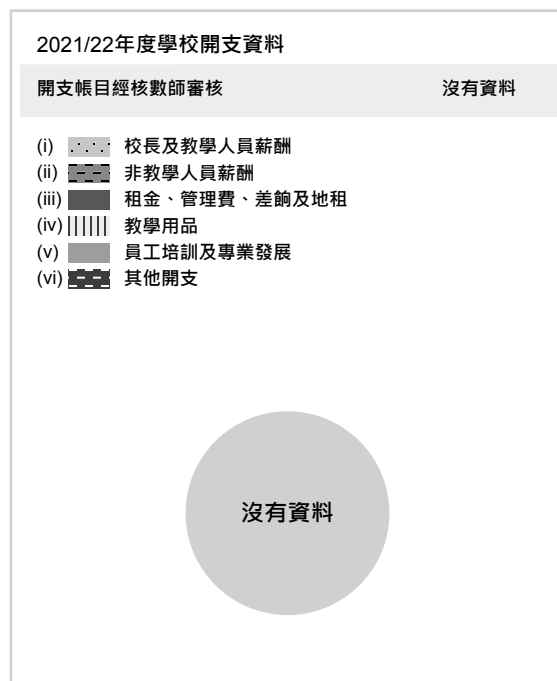 2021/22年度學校開支資料
開支帳目經核數師審核 沒有資料
(i) 校長及教學人員薪酬
(ii) 非教學人員薪酬
(iii) 租金、管理費、差餉及地租
(iv) 教學用品
(v) 員工培訓及專業發展
(vi) 其他開支
沒有資料